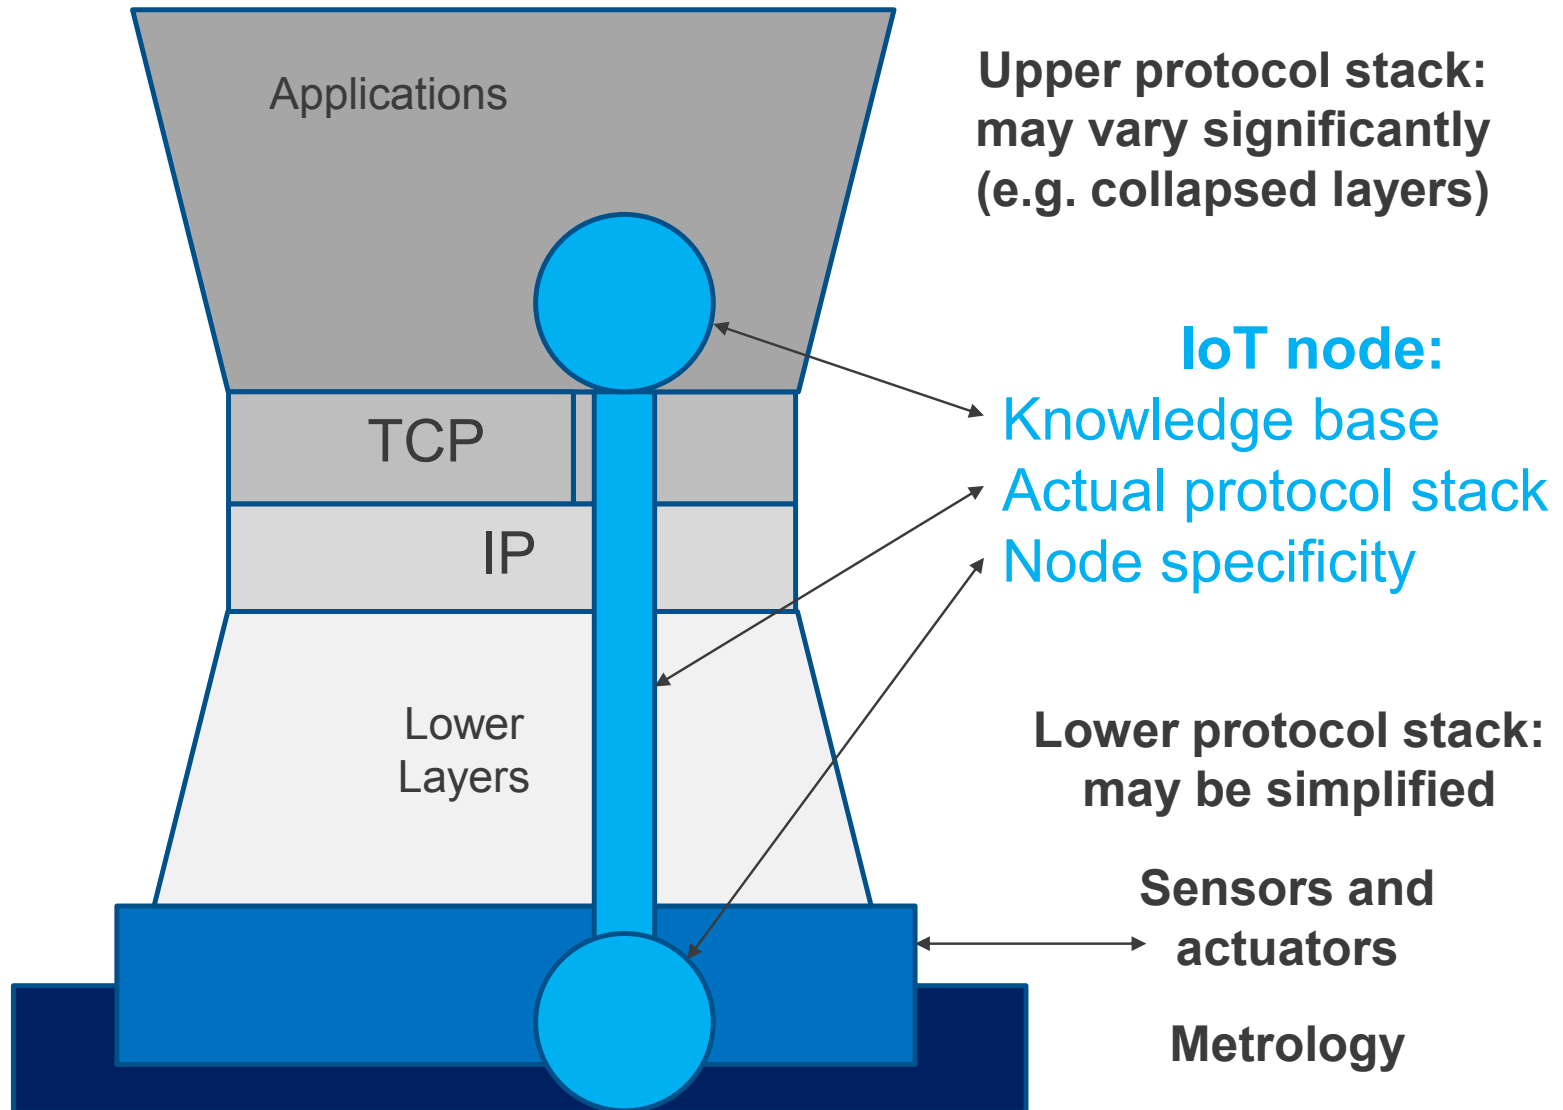 Applications
Upper protocol stack:
may vary significantly
(e.g. collapsed layers)
IoT node:
Knowledge base
TCP
Actual protocol stack
IP
Node specificity
Lower
Layers
Lower protocol stack:
may be simplified
Sensors and
actuators
Metrology